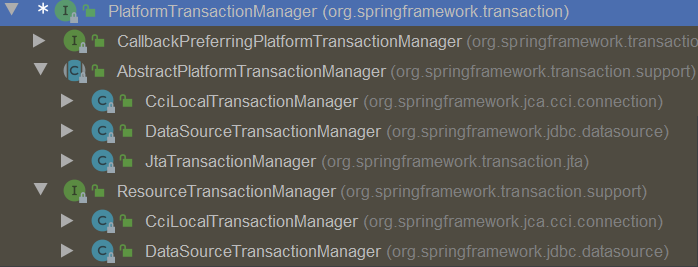 * I PlatformTransactionManager (org.springframework.transaction)
I CallbackPreferringPlatformTransactionManager (org.springframework.transactio
C AbstractPlatformTransactionManager (org.springframework.transaction.support)
C CciLocalTransactionManager (org.springframework.jca.cci.connection)
C DataSourceTransactionManager (org.springframework.jdbc.datasource)
C JtaTransactionManager (org.springframework.transaction.jta)
I ResourceTransactionManager (org.springframework.transaction.support)
C CciLocalTransactionManager (org.springframework.jca.cci.connection)
C DataSourceTransactionManager (org.springframework.jdbc.datasource)